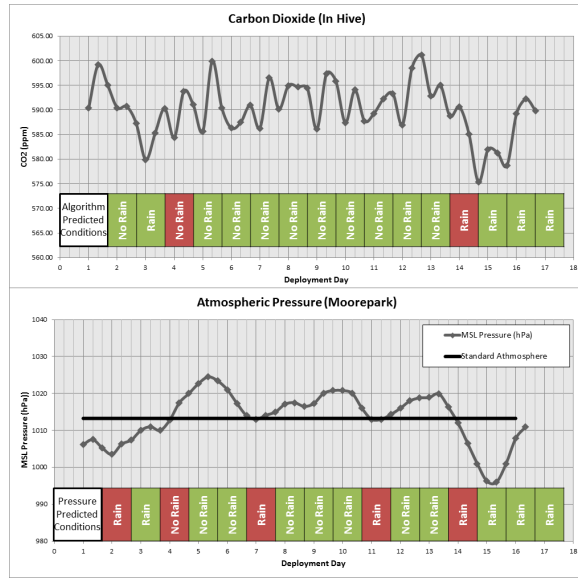 Carbon Dioxide (In Hive)
605.00
600.00
595.00
590.00
585.00
580.00
575.00
570.00
565.00
560.00
CO2 (ppm)
Algorithm
Predicted
Conditions
No Rain
Rain
No Rain
No Rain
No Rain
No Rain
No Rain
No Rain
No Rain
No Rain
No Rain
No Rain
Rain
Rain
Rain
Rain
0 1 2 3 4 5 6 7 8 9 10 11 12 13 14 15 16 17 18
Deployment Day
Atmospheric Pressure (Moorepark)
1040
1030
1020
1010
1000
990
980
MSL Pressure (hPa))
MSL Pressure (hPa)
Standard Athmosphere
Pressure
Predicted
Conditions
Rain
Rain
No Rain
No Rain
No Rain
Rain
No Rain
No Rain
No Rain
Rain
No Rain
No Rain
Rain
Rain
Rain
Rain
0 1 2 3 4 5 6 7 8 9 10 11 12 13 14 15 16 17 18
Deployment Day